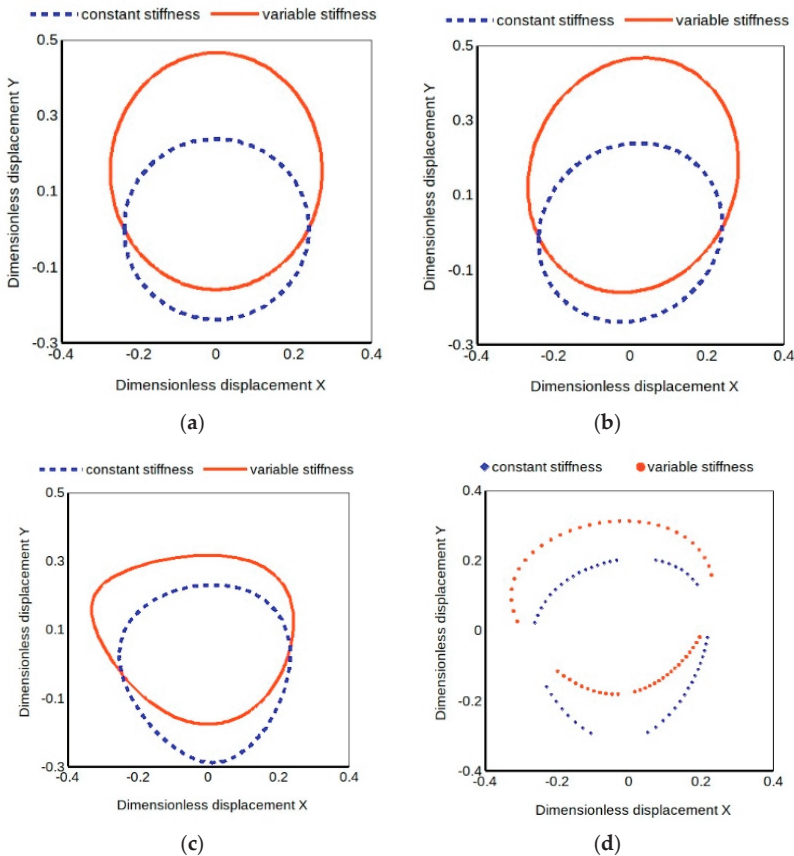 constant stiffness variable stiffness
0.5
0.3
0.1
-0.1
-0.3
-0.4 -0.2 0 0.2 0.4
Dimensionless displacement Y
Dimensionless displacement X
(a)
constant stiffness variable stiffness
0.5
0.3
0.1
-0.1
-0.3
-0.4 -0.2 0 0.2 0.4
Dimensionless displacement Y
Dimensionless displacement X
(b)
constant stiffness variable stiffness
0.5
0.3
0.1
-0.1
-0.3
-0.4 -0.2 0 0.2 0.4
Dimensionless displacement Y
Dimensionless displacement X
(c)
constant stiffness variable stiffness
0.4
0.2
0
-0.2
-0.4
-0.4 -0.2 0 0.2 0.4
Dimensionless displacement Y
Dimensionless displacement X
(d)